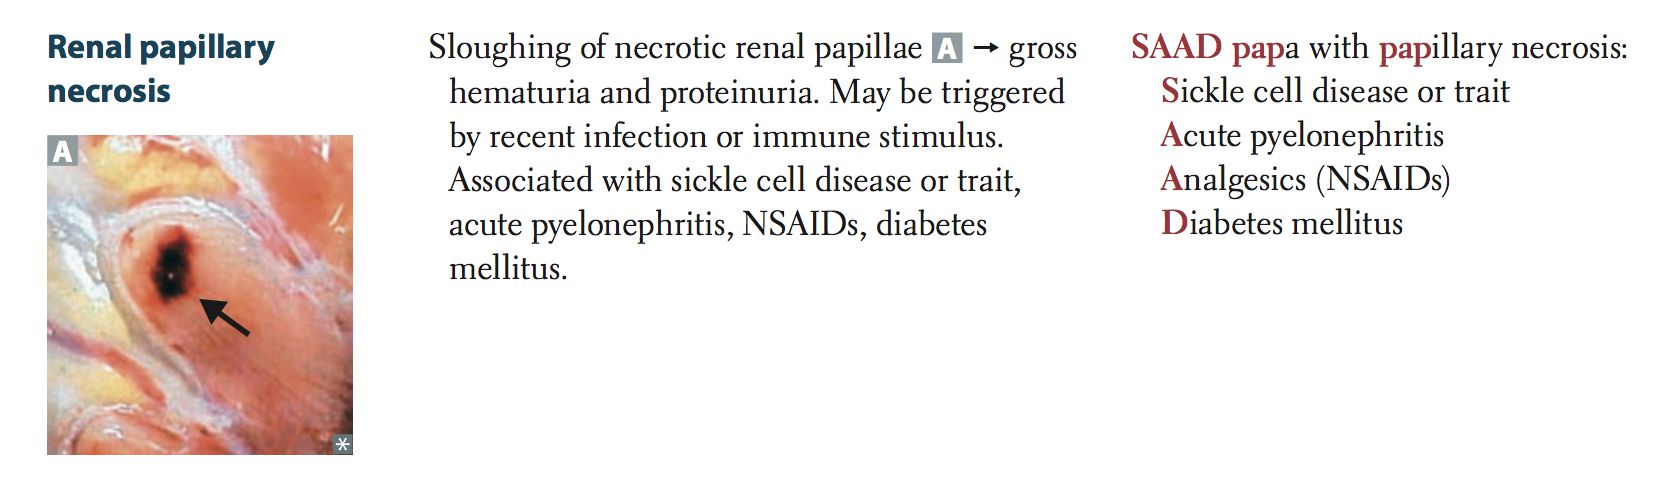 Renal papillary
necrosis
A
Sloughing of necrotic renal papillae A → gross
hematuria and proteinuria. May be triggered
by recent infection or immune stimulus.
Associated with sickle cell disease or trait,
acute pyelonephritis, NSAIDs, diabetes
mellitus.
SAAD papa with papillary necrosis:
Sickle cell disease or trait
Acute pyelonephritis
Analgesics (NSAIDs)
Diabetes mellitus